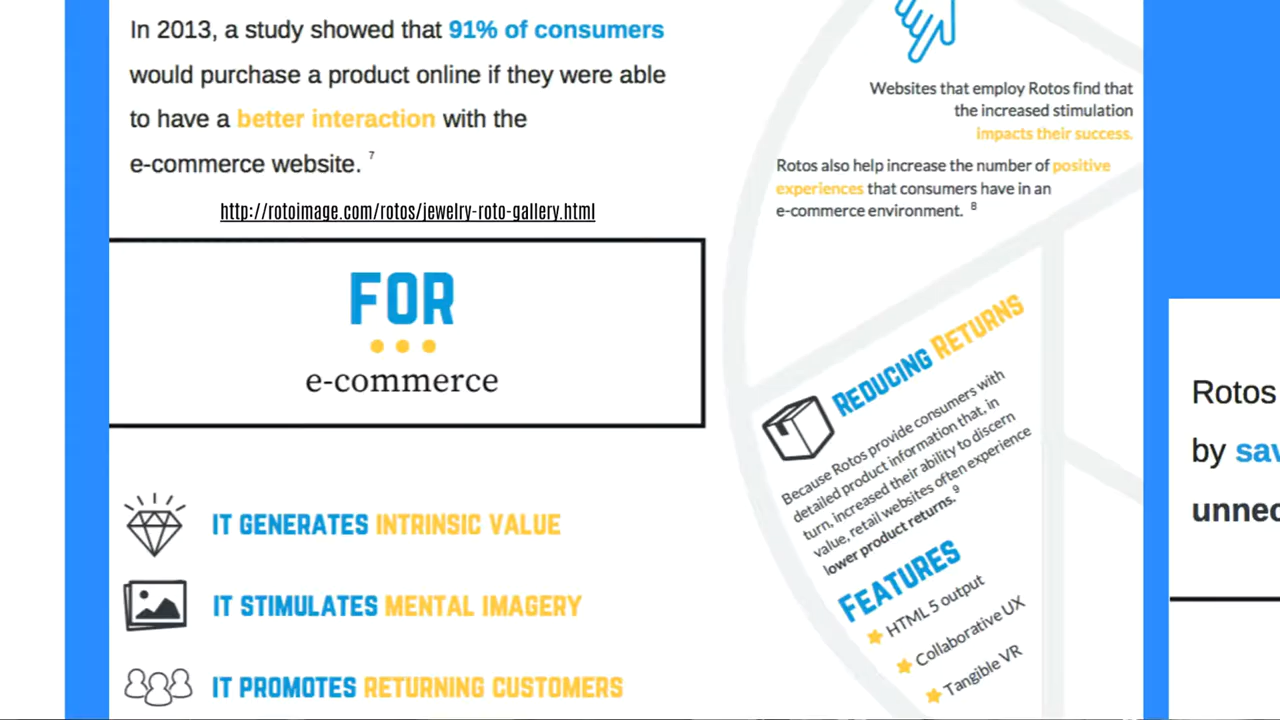 In 2013, a study showed that 91% of consumers
would purchase a product online if they were able
to have a better interaction with the
e-commerce website. 7
http://rotoimage.com/rotos/jewelry-roto-gallery.html
FOR
e-commerce
IT GENERATES INTRINSIC VALUE
IT STIMULATES MENTAL IMAGERY
IT PROMOTES RETURNING CUSTOMERS
Websites that employ Rotos find that
the increased stimulation
impacts their success.
Rotos also help increase the number of positive
experiences that consumers have in an
e-commerce environment. 8
REDUCING RETURNS
Because Rotos provide consumers with
detailed product information that, in
turn, increased their ability to discern
value, retail websites often experience
lower product returns. 9
FEATURES
HTML5 output
Collaborative UX
Tangible VR
Rotos
by sav
unnec